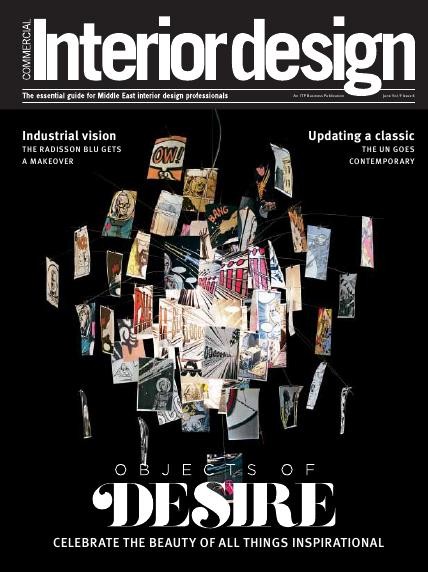 COMMERCIAL
Interior design
The essential guide for Middle East interior design professionals
An ITP Business Publication
Industrial vision
THE RADISSON BLU GETS
A MAKEOVER
Updating a classic
THE UN GOES
CONTEMPORARY
OW!
BANG
OBJECTS OF
DESIRE
CELEBRATE THE BEAUTY OF ALL THINGS INSPIRATIONAL